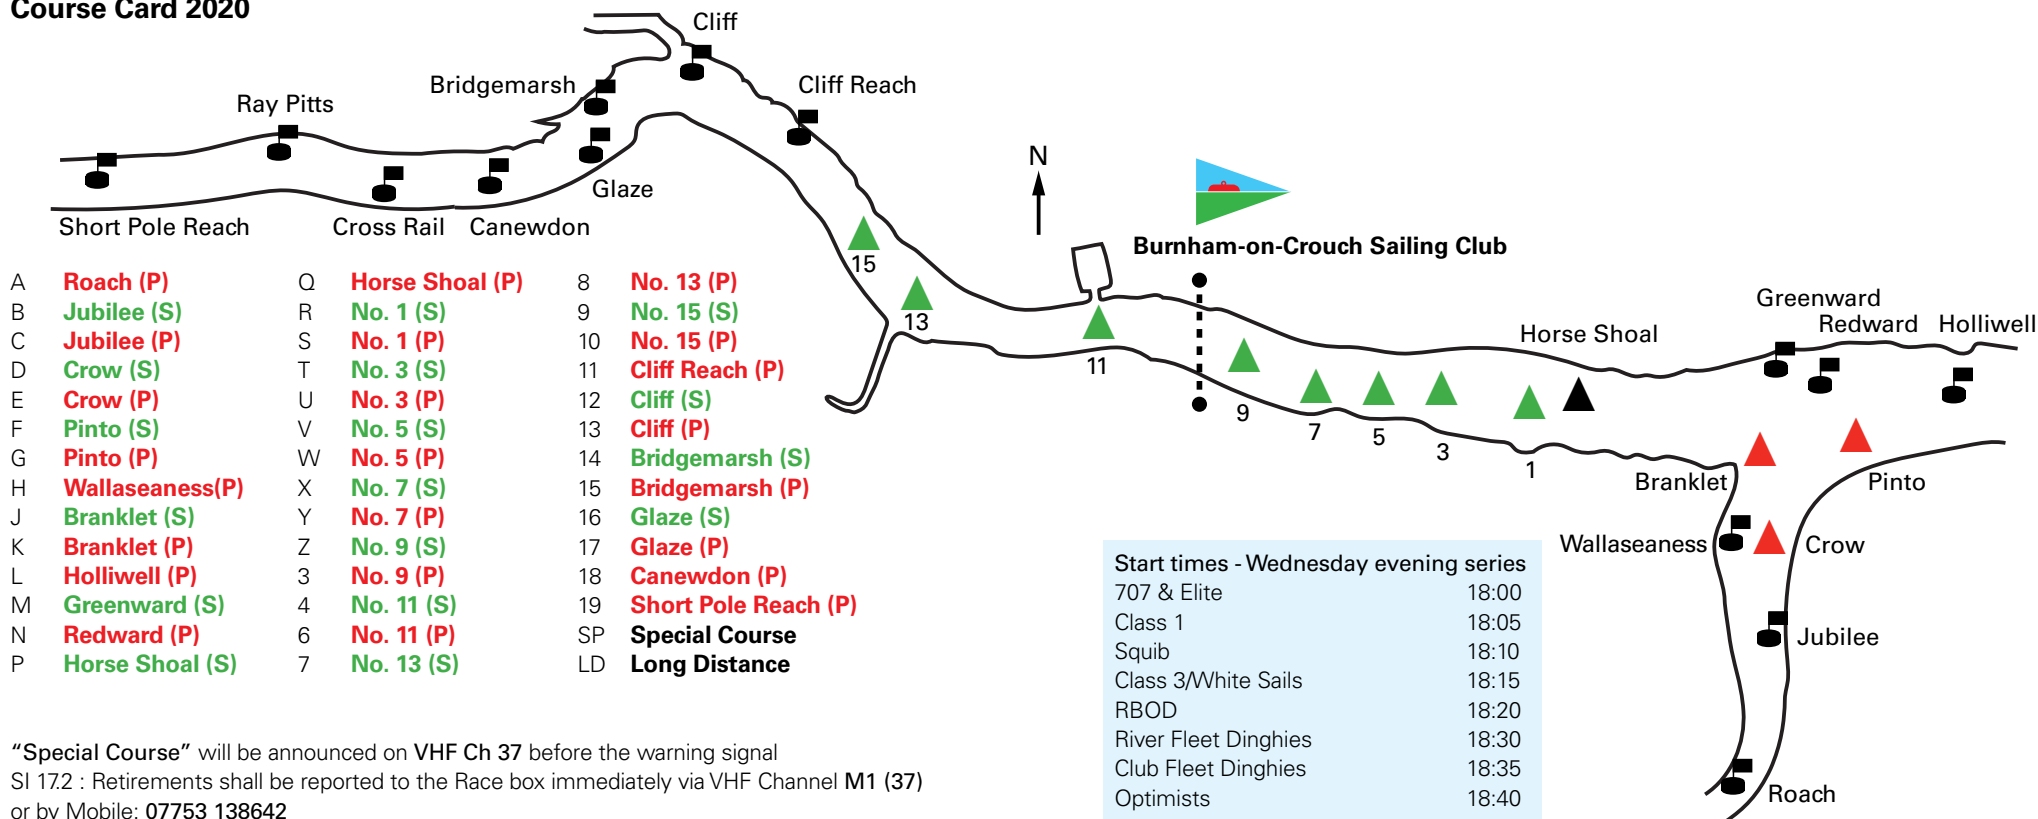 Course Card 2020
Cliff
Bridgemarsh
Cliff Reach
Ray Pitts
N
Glaze
Short Pole Reach
Cross Rail
Canewdon
Burnham-on-Crouch Sailing Club
15
13
11
9
7
5
3
1
Horse Shoal
Greenward
Redward
Holliwell
Branklet
Pinto
Wallaseaness
Crow
Jubilee
Roach
A Roach (P)
B Jubilee (S)
C Jubilee (P)
D Crow (S)
E Crow (P)
F Pinto (S)
G Pinto (P)
H Wallaseaness(P)
J Branklet (S)
K Branklet (P)
L Holliwell (P)
M Greenward (S)
N Redward (P)
P Horse Shoal (S)
Q Horse Shoal (P)
R No. 1 (S)
S No. 1 (P)
T No. 3 (S)
U No. 3 (P)
V No. 5 (S)
W No. 5 (P)
X No. 7 (S)
Y No. 7 (P)
Z No. 9 (S)
3 No. 9 (P)
4 No. 11 (S)
6 No. 11 (P)
7 No. 13 (S)
8 No. 13 (P)
9 No. 15 (S)
10 No. 15 (P)
11 Cliff Reach (P)
12 Cliff (S)
13 Cliff (P)
14 Bridgemarsh (S)
15 Bridgemarsh (P)
16 Glaze (S)
17 Glaze (P)
18 Canewdon (P)
19 Short Pole Reach (P)
SP Special Course
LD Long Distance
Start times - Wednesday evening series
707 & Elite 18:00
Class 1 18:05
Squib 18:10
Class 3/White Sails 18:15
RBOD 18:20
River Fleet Dinghies 18:30
Club Fleet Dinghies 18:35
Optimists 18:40
“Special Course” will be announced on VHF Ch 37 before the warning signal
SI 17.2 : Retirements shall be reported to the Race box immediately via VHF Channel M1 (37)
or by Mobile: 07753 138642